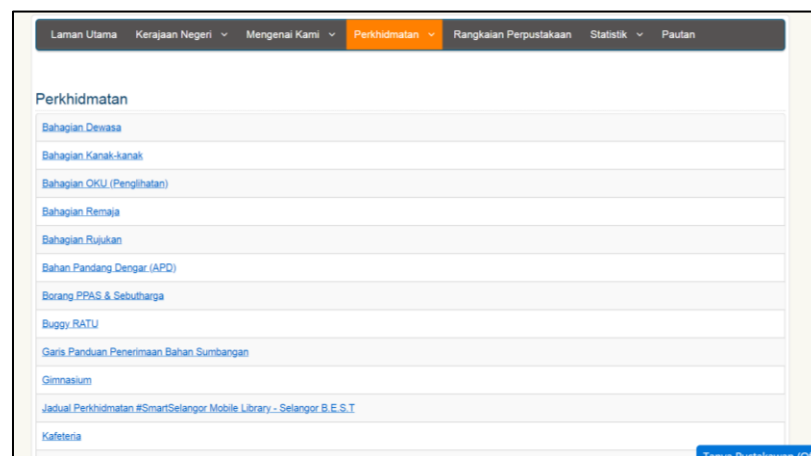 Laman Utama Kerajaan Negeri Mengenai Kami Perkhidmatan Rangkaian Perpustakaan Statistik Pautan
Perkhidmatan
Bahagian Dewasa
Bahagian Kanak-kanak
Bahagian OKU (Penglihatan)
Bahagian Remaja
Bahagian Rujukan
Bahan Pandang Dengar (APD)
Borang PPAS & Sebutharga
Buggy RATU
Garis Panduan Penerimaan Bahan Sumbangan
Gimnasium
Jadual Perkhidmatan #SmartSelangor Mobile Library - Selangor B.E.S.T
Kafeteria